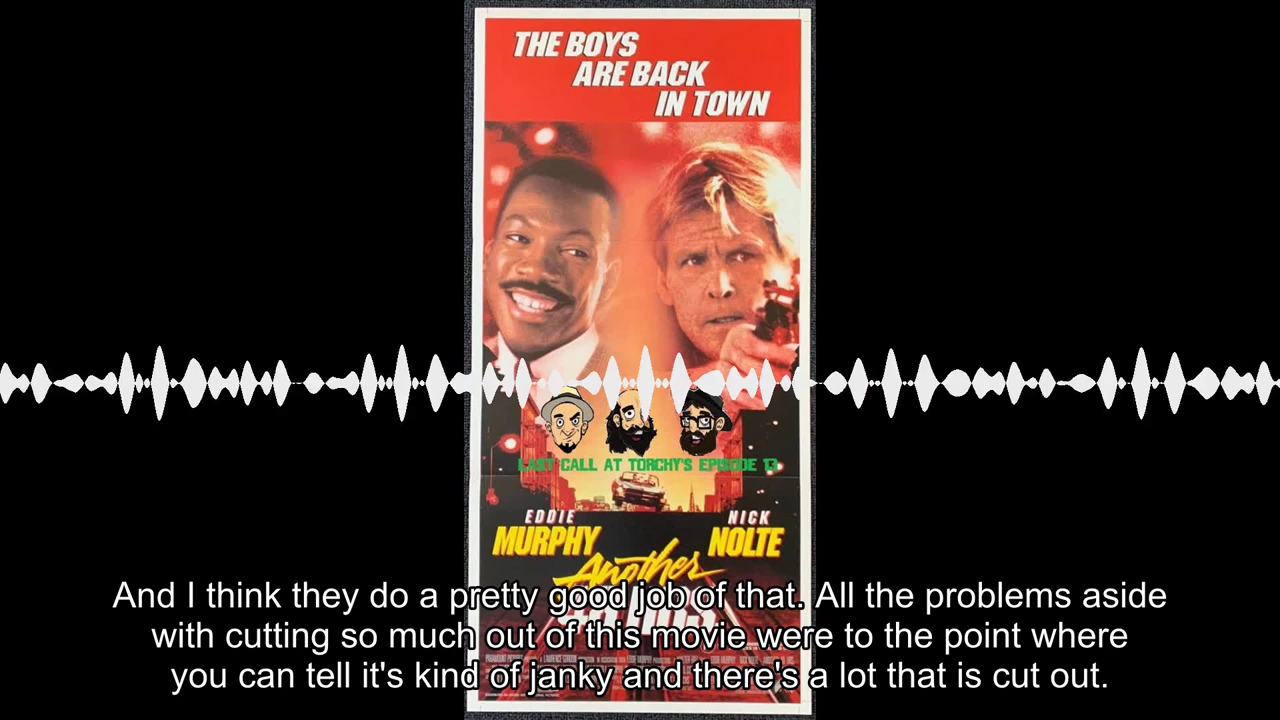 THE BOYS
ARE BACK
IN TOWN
LAST CALL AT TORCHY'S EPISODE 13
EDDIE
MURPHY
NICK
NOLTE
Another
And I think they do a pretty good job of that. All the problems aside
with cutting so much out of this movie were to the point where
you can tell it's kind of janky and there's a lot that is cut out.